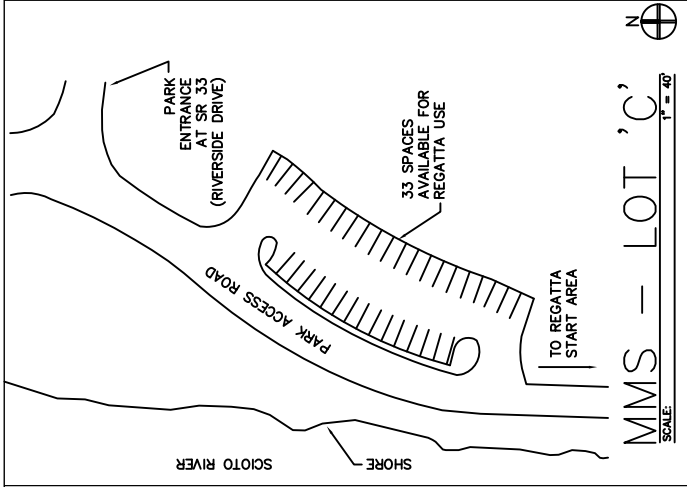 PARK
ENTRANCE
AT SR 33
(RIVERSIDE DRIVE)
33 SPACES
AVAILABLE FOR
REGATTA USE
PARK ACCESS ROAD
TO REGATTA
START AREA
SCIOTO RIVER
SHORE
N
MMS - LOT 'C'
SCALE: 1" = 40'